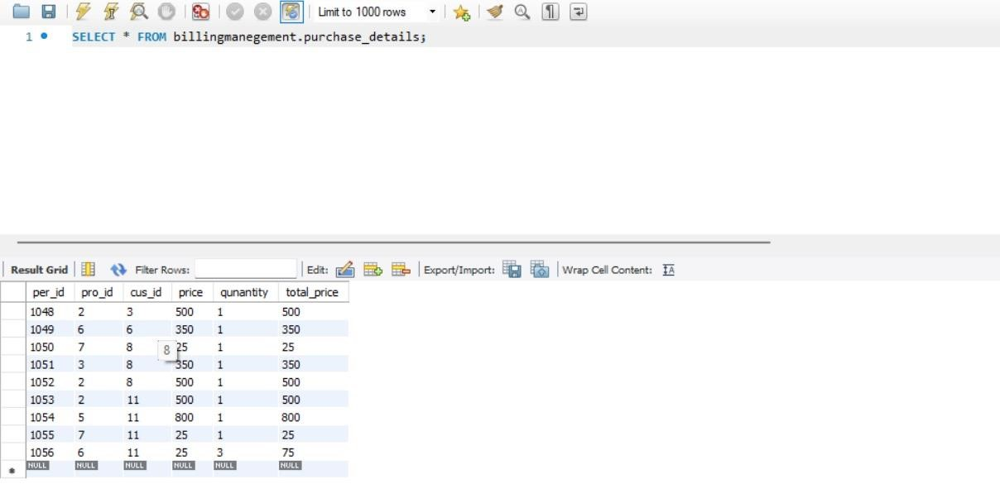 Limit to 1000 rows
1 SELECT * FROM billingmanegement.purchase_details;
Result Grid Filter Rows: Edit: Export/Import: Wrap Cell Content:
per_id pro_id cus_id price qunantity total_price
1048 2 3 500 1 500
1049 6 6 350 1 350
1050 7 8 8 25 1 25
1051 3 8 350 1 350
1052 2 8 500 1 500
1053 2 11 500 1 500
1054 5 11 800 1 800
1055 7 11 25 1 25
1056 6 11 25 3 75
NULL NULL NULL NULL NULL NULL